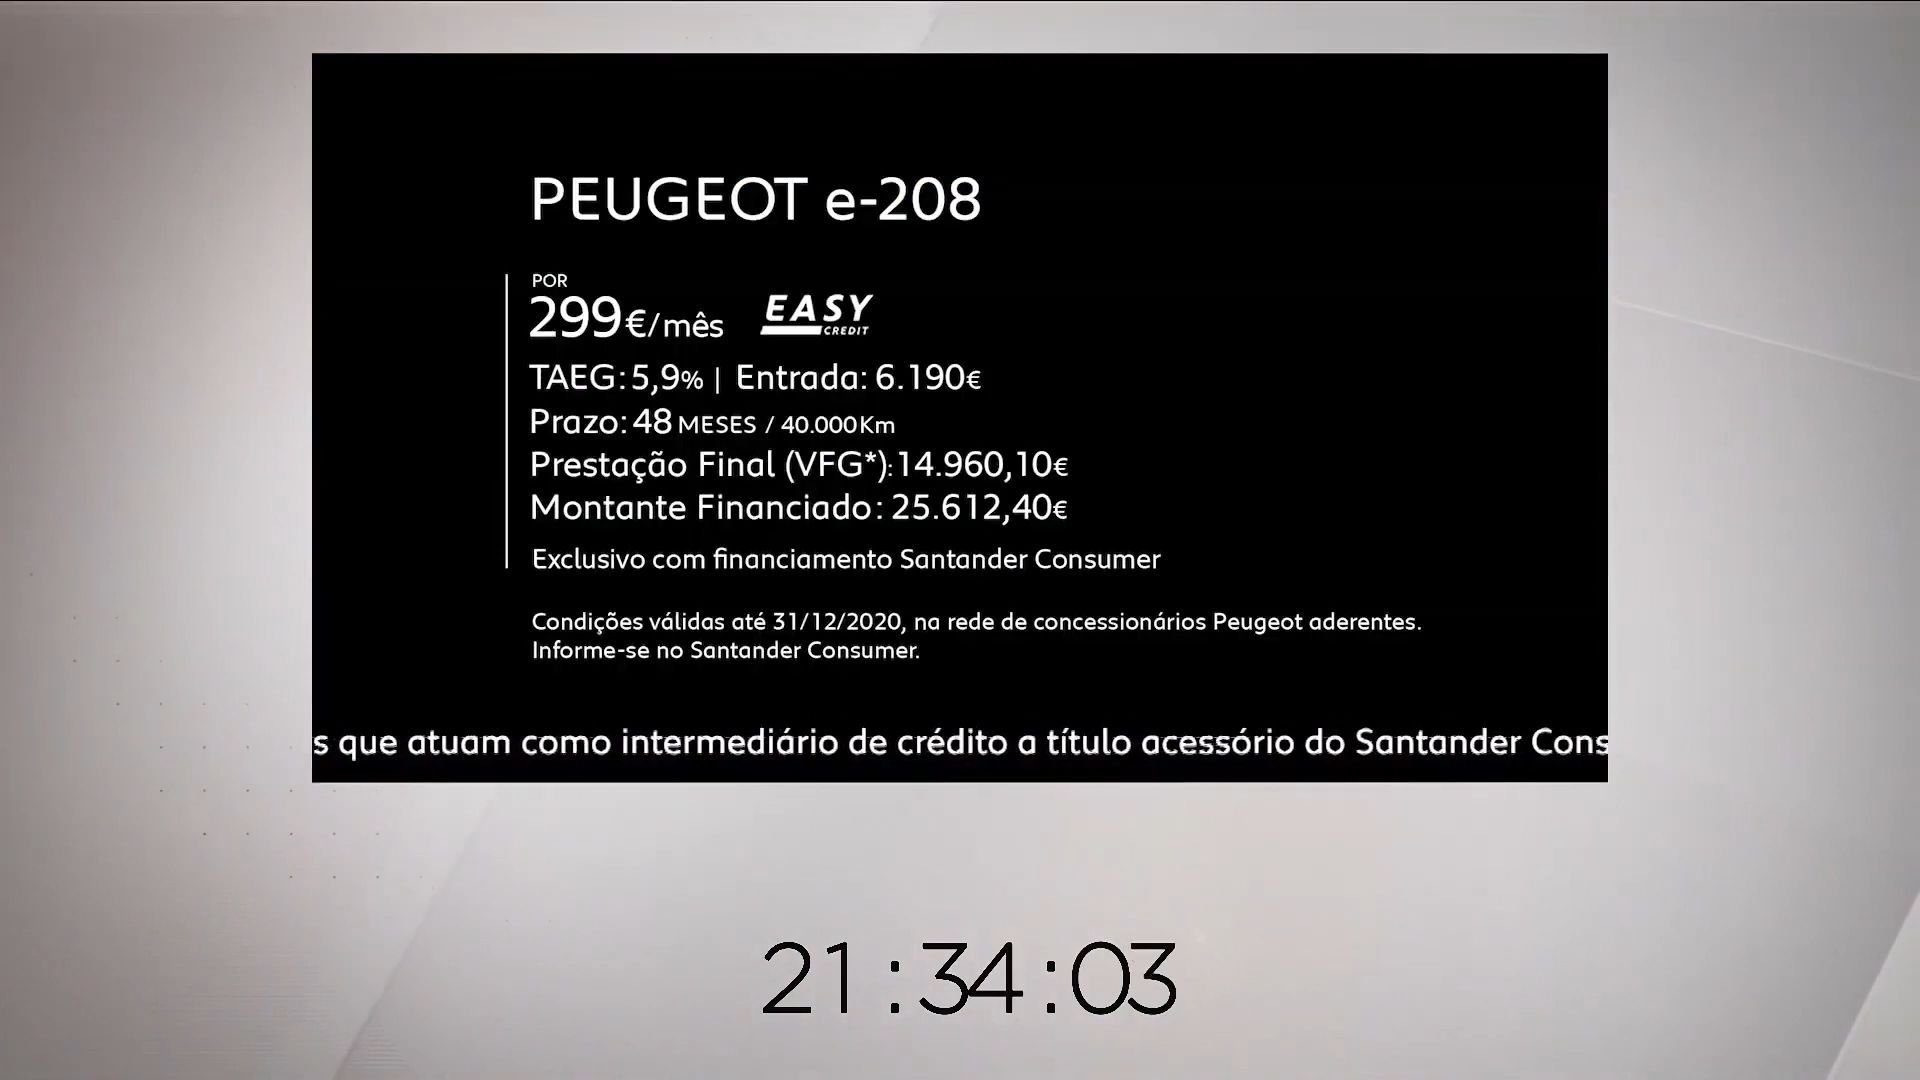 PEUGEOT e-208
POR
299€/mês
EASY
CREDIT
TAEG: 5,9% | Entrada: 6.190€
Prazo: 48 MESES / 40.000Km
Prestação Final (VFG*): 14.960,10€
Montante Financiado: 25.612,40€
Exclusivo com financiamento Santander Consumer
Condições válidas até 31/12/2020, na rede de concessionários Peugeot aderentes.
Informe-se no Santander Consumer.
s que atuam como intermediário de crédito a título acessório do Santander Cons
21:34:03